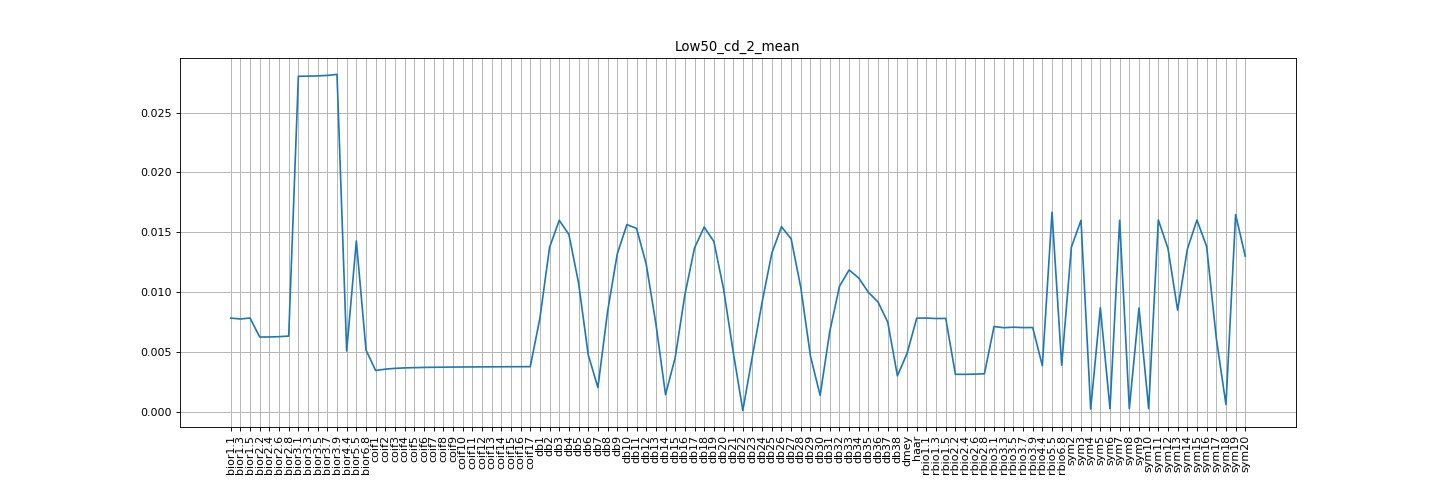 Low50_cd_2_mean
0.025
0.020
0.015
0.010
0.005
0.000
bior1.1
bior1.3
bior1.5
bior2.2
bior2.4
bior2.6
bior2.8
bior3.1
bior3.3
bior3.5
bior3.7
bior3.9
bior4.4
bior5.5
bior6.8
coif1
coif2
coif3
coif4
coif5
coif6
coif7
coif8
coif9
coif10
coif11
coif12
coif13
coif14
coif15
coif16
coif17
db1
db2
db3
db4
db5
db6
db7
db8
db9
db10
db11
db12
db13
db14
db15
db16
db17
db18
db19
db20
db21
db22
db23
db24
db25
db26
db27
db28
db29
db30
db31
db32
db33
db34
db35
db36
db37
db38
dmey
haar
rbio1.1
rbio1.3
rbio1.5
rbio2.2
rbio2.4
rbio2.6
rbio2.8
rbio3.1
rbio3.3
rbio3.5
rbio3.7
rbio3.9
rbio4.4
rbio5.5
rbio6.8
sym2
sym3
sym4
sym5
sym6
sym7
sym8
sym9
sym10
sym11
sym12
sym13
sym14
sym15
sym16
sym17
sym18
sym19
sym20